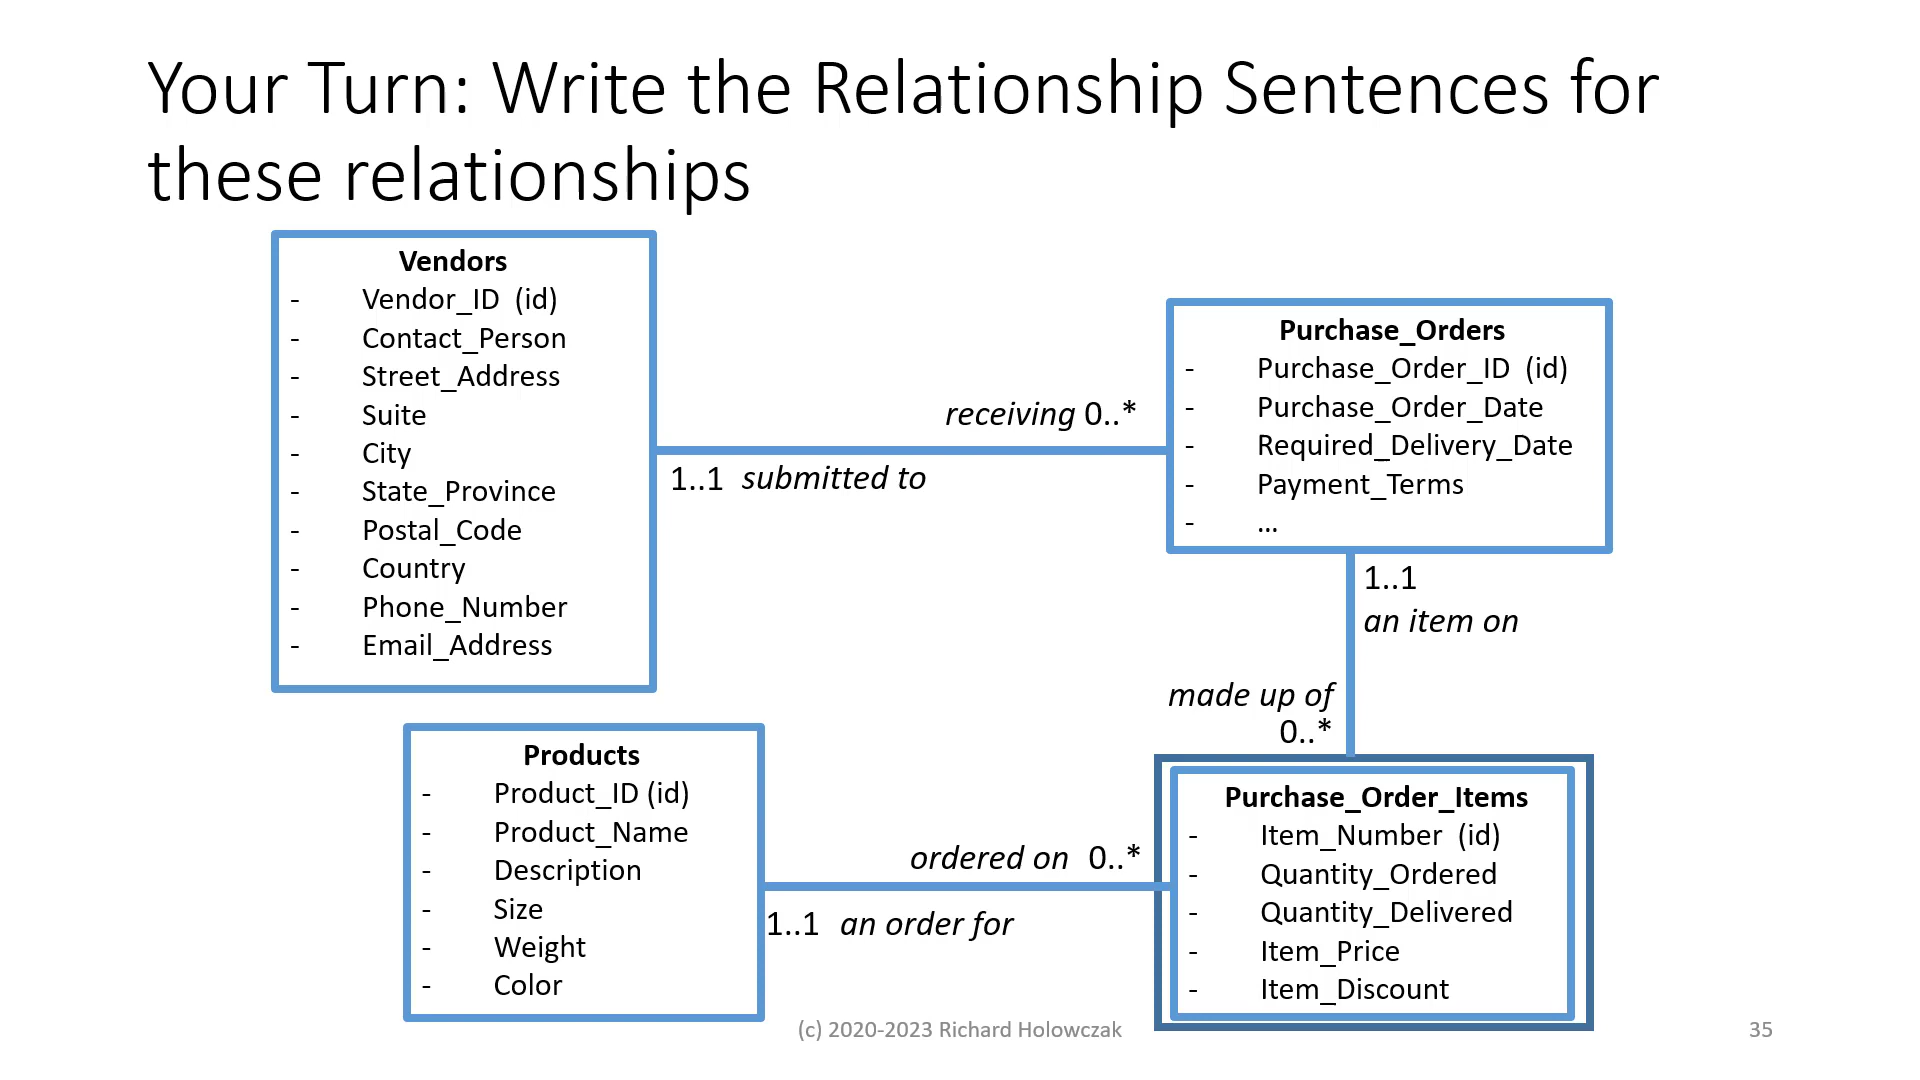 Your Turn: Write the Relationship Sentences for
these relationships
Vendors
- Vendor_ID (id)
- Contact_Person
- Street_Address
- Suite
- City
- State_Province
- Postal_Code
- Country
- Phone_Number
- Email_Address
receiving 0..*
1..1 submitted to
Purchase_Orders
- Purchase_Order_ID (id)
- Purchase_Order_Date
- Required_Delivery_Date
- Payment_Terms
- ...
1..1
an item on
made up of
0..*
Products
- Product_ID (id)
- Product_Name
- Description
- Size
- Weight
- Color
ordered on 0..*
1..1 an order for
Purchase_Order_Items
- Item_Number (id)
- Quantity_Ordered
- Quantity_Delivered
- Item_Price
- Item_Discount
(c) 2020-2023 Richard Holowczak
35